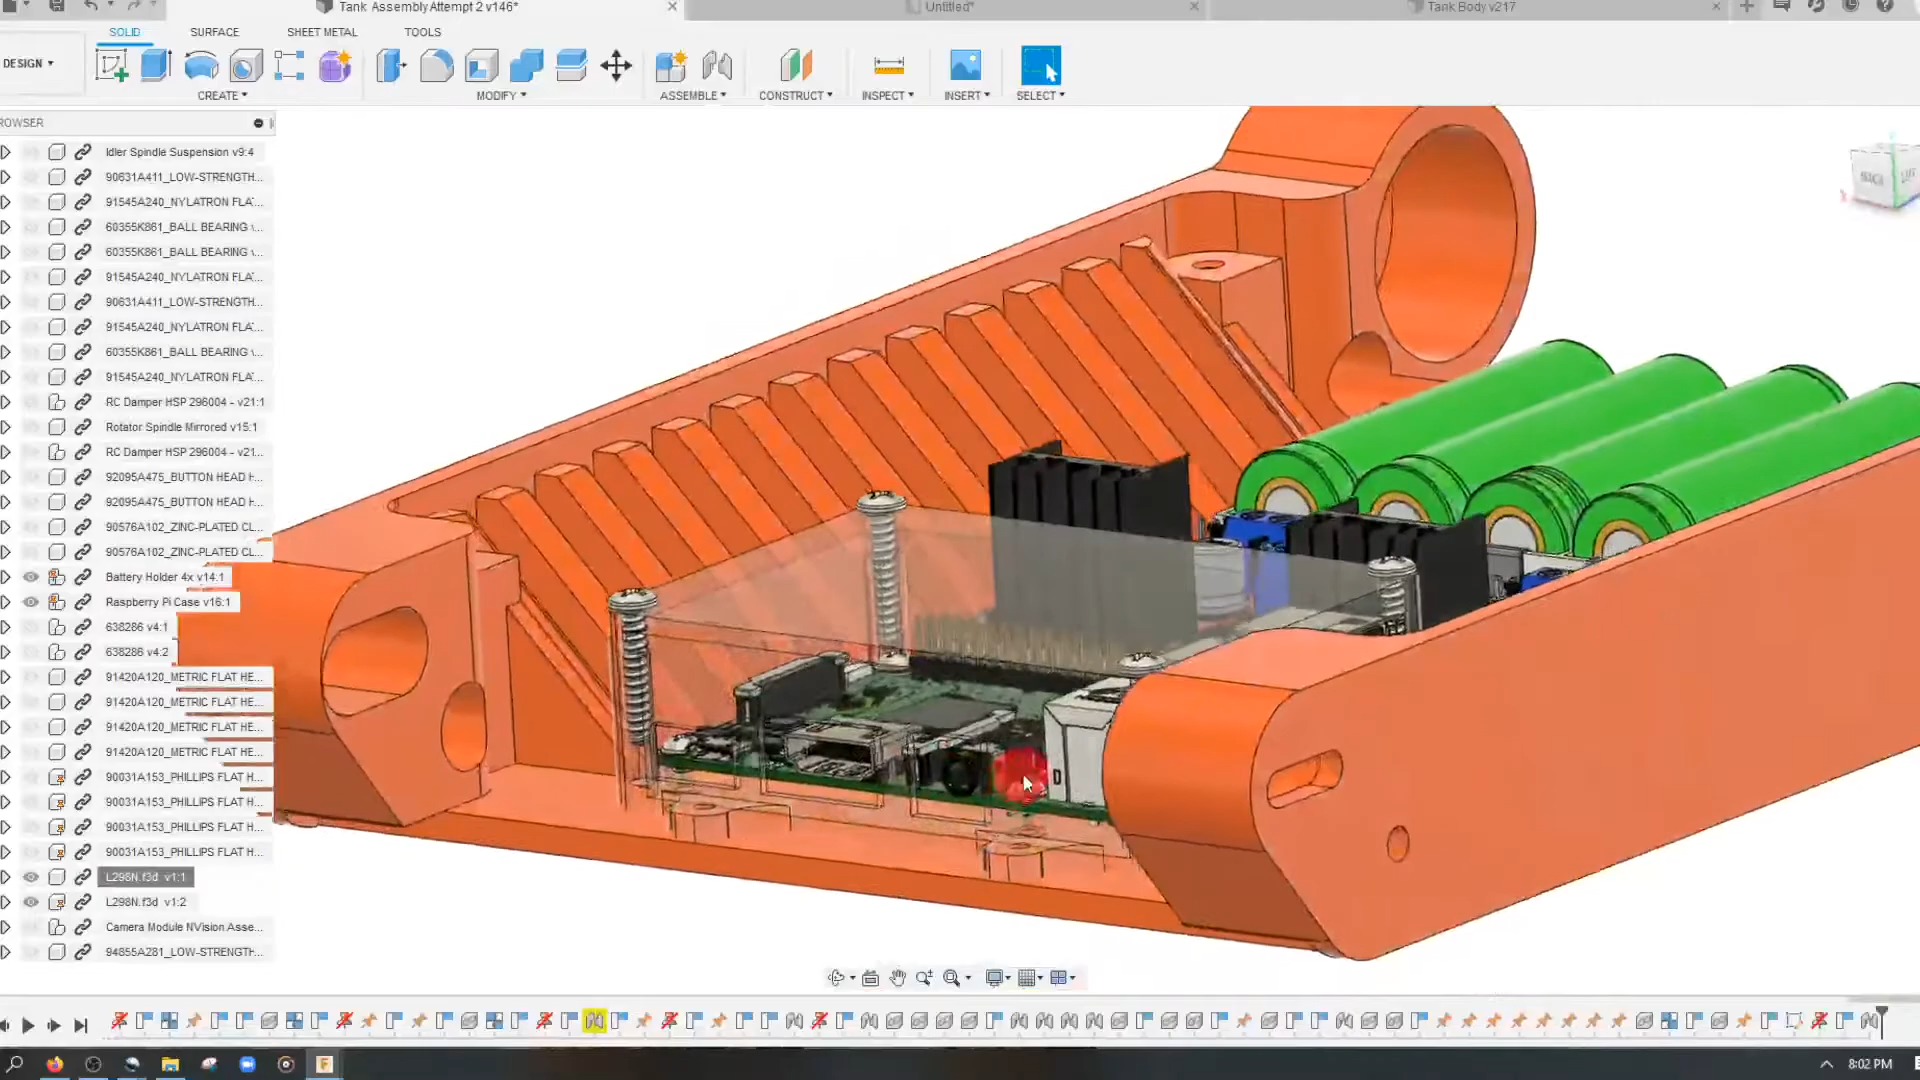 Tank Assembly Attempt 2 v146*
Untitled*
Tank Body v217
SOLID
SURFACE
SHEET METAL
TOOLS
DESIGN
CREATE
MODIFY
ASSEMBLE
CONSTRUCT
INSPECT
INSERT
SELECT
ROWSER
Idler Spindle Suspension v9:4
90631A411_LOW-STRENGTH...
91545A240_NYLATRON FLA...
60355K861_BALL BEARING v...
60355K861_BALL BEARING v...
91545A240_NYLATRON FLA...
90631A411_LOW-STRENGTH...
91545A240_NYLATRON FLA...
60355K861_BALL BEARING v...
91545A240_NYLATRON FLA...
RC Damper HSP 296004 - v21:1
Rotator Spindle Mirrored v15:1
RC Damper HSP 296004 - v21...
92095A475_BUTTON HEAD H...
92095A475_BUTTON HEAD H...
90576A102_ZINC-PLATED CL...
90576A102_ZINC-PLATED CL...
Battery Holder 4x v14:1
Raspberry Pi Case v16:1
638286 v4:1
638286 v4:2
91420A120_METRIC FLAT HE...
91420A120_METRIC FLAT HE...
91420A120_METRIC FLAT HE...
91420A120_METRIC FLAT HE...
90031A153_PHILLIPS FLAT H...
90031A153_PHILLIPS FLAT H...
90031A153_PHILLIPS FLAT H...
90031A153_PHILLIPS FLAT H...
L298N.f3d v1:1
L298N.f3d v1:2
Camera Module NVision Asse...
94855A281_LOW-STRENGTH...
BACK
8:02 PM